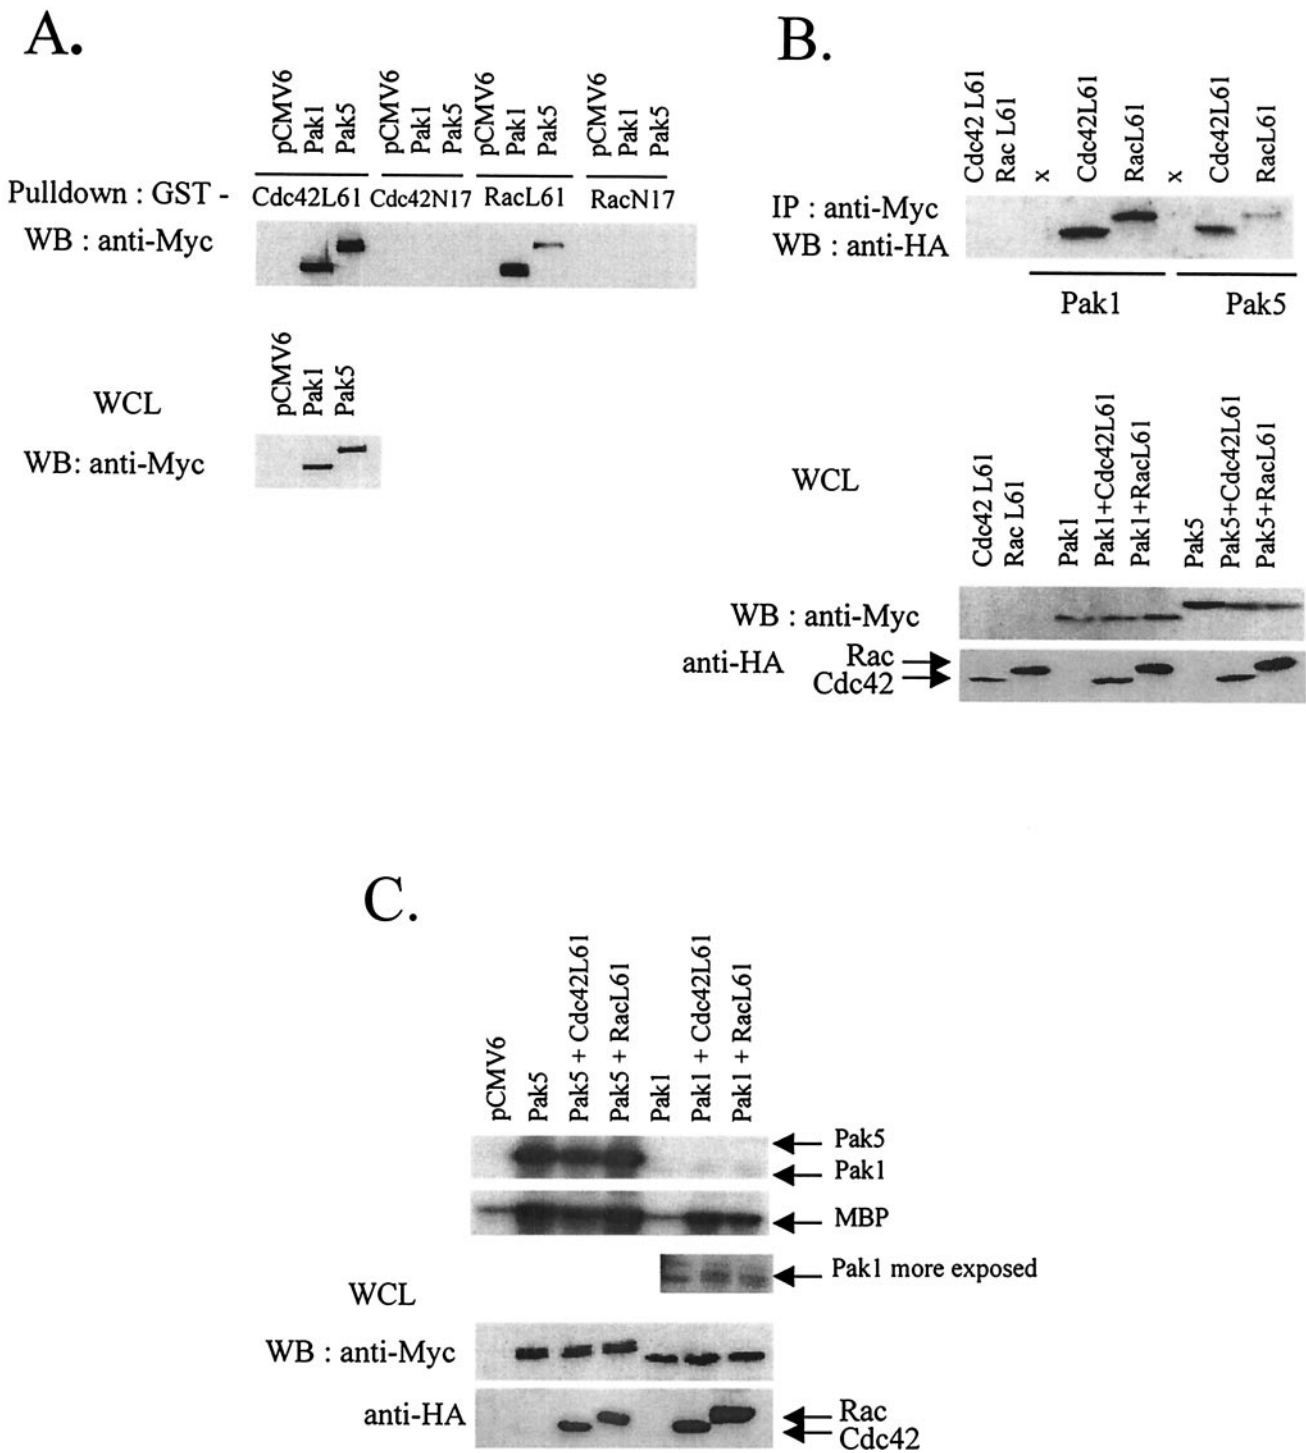 A.
pCMV6
Pak1
Pak5
pCMV6
Pak1
Pak5
pCMV6
Pak1
Pak5
pCMV6
Pak1
Pak5
Pulldown : GST - Cdc42L61 Cdc42N17 RacL61 RacN17
WB : anti-Myc
pCMV6
Pak1
Pak5
WCL
WB: anti-Myc
B.
Cdc42 L61
Rac L61
x
Cdc42L61
RacL61
x
Cdc42L61
RacL61
IP : anti-Myc
WB : anti-HA
Pak1 Pak5
WCL
Cdc42 L61
Rac L61
Pak1
Pak1+Cdc42L61
Pak1+RacL61
Pak5
Pak5+Cdc42L61
Pak5+RacL61
WB : anti-Myc
anti-HA Rac
Cdc42
C.
pCMV6
Pak5
Pak5 + Cdc42L61
Pak5 + RacL61
Pak1
Pak1 + Cdc42L61
Pak1 + RacL61
Pak5
Pak1
MBP
Pak1 more exposed
WCL
WB : anti-Myc
anti-HA
Rac
Cdc42